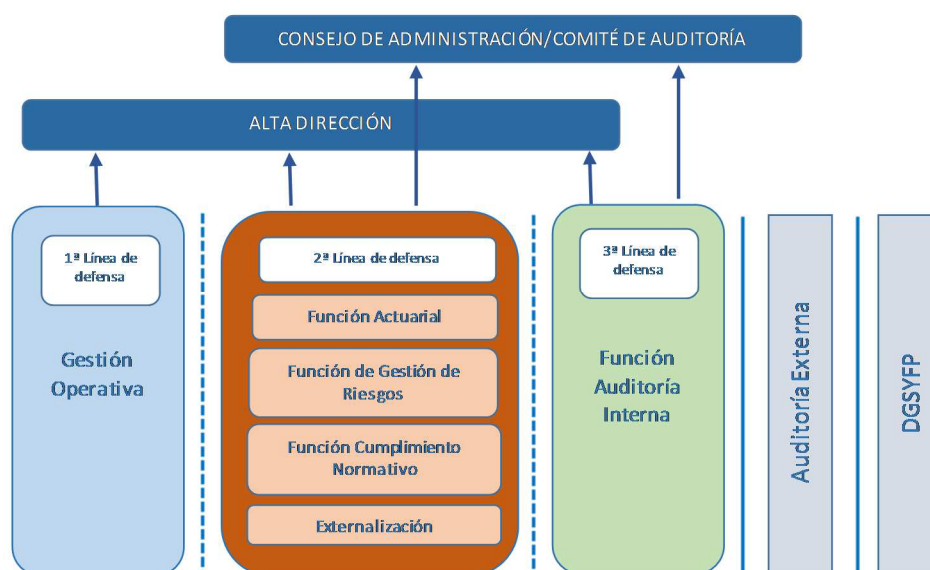 CONSEJO DE ADMINISTRACIÓN/COMITÉ DE AUDITORÍA
ALTA DIRECCIÓN
1ª Línea de
defensa
Gestión
Operativa
2ª Línea de defensa
Función Actuarial
Función de Gestión de
Riesgos
Función Cumplimiento
Normativo
Externalización
3ª Línea de
defensa
Función
Auditoría
Interna
Auditoría Externa
DGSYFP